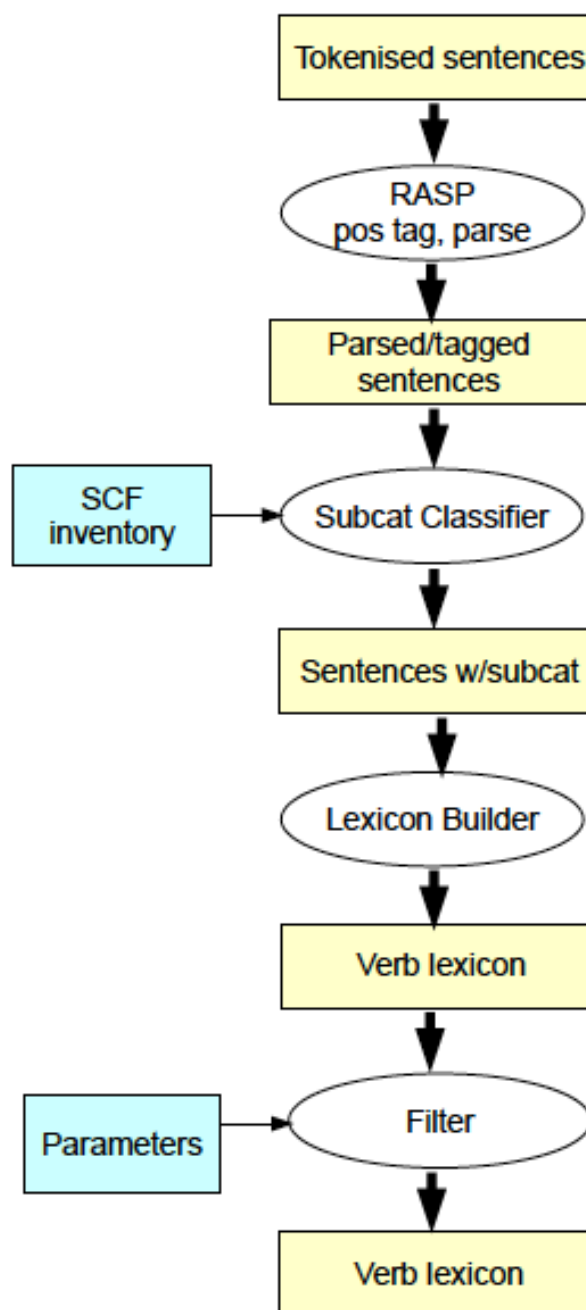 Tokenised sentences
RASP
pos tag, parse
Parsed/tagged
sentences
SCF
inventory
Subcat Classifier
Sentences w/subcat
Lexicon Builder
Verb lexicon
Parameters
Filter
Verb lexicon